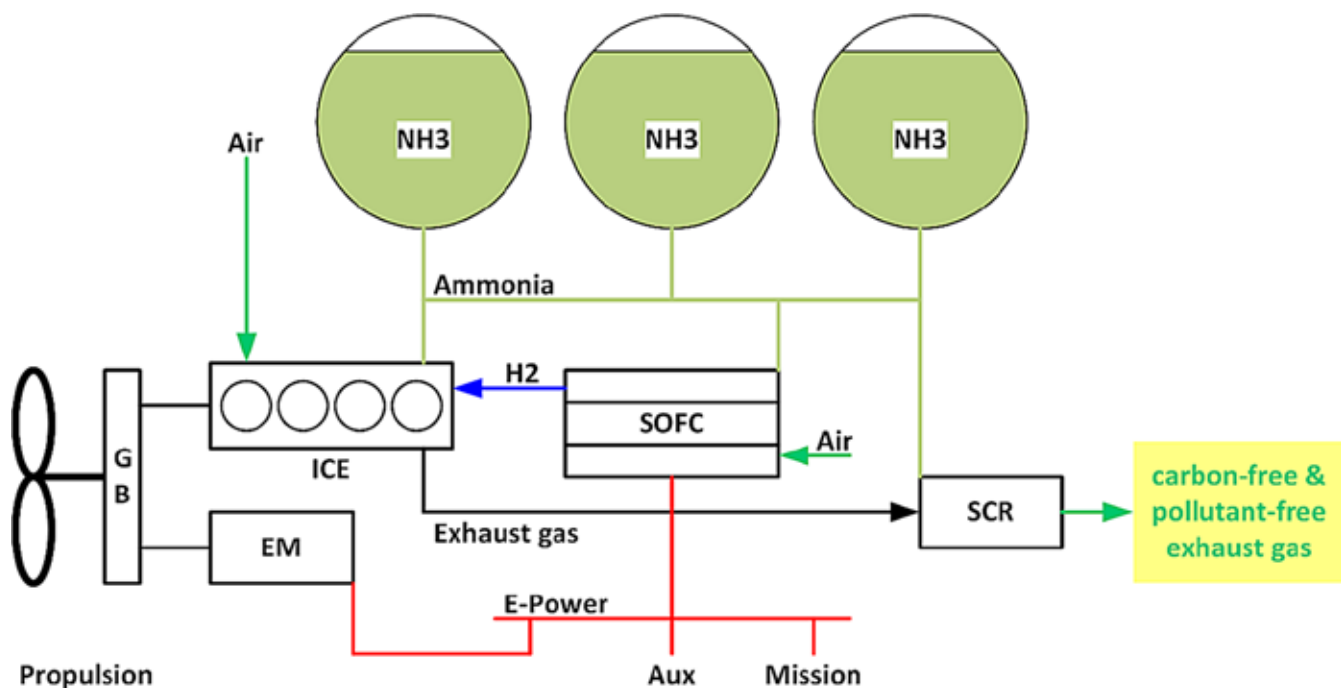 NH3
NH3
NH3
Air
Ammonia
H2
SOFC
Air
G
B
ICE
carbon-free &
pollutant-free
exhaust gas
SCR
Exhaust gas
EM
E-Power
Propulsion
Aux
Mission